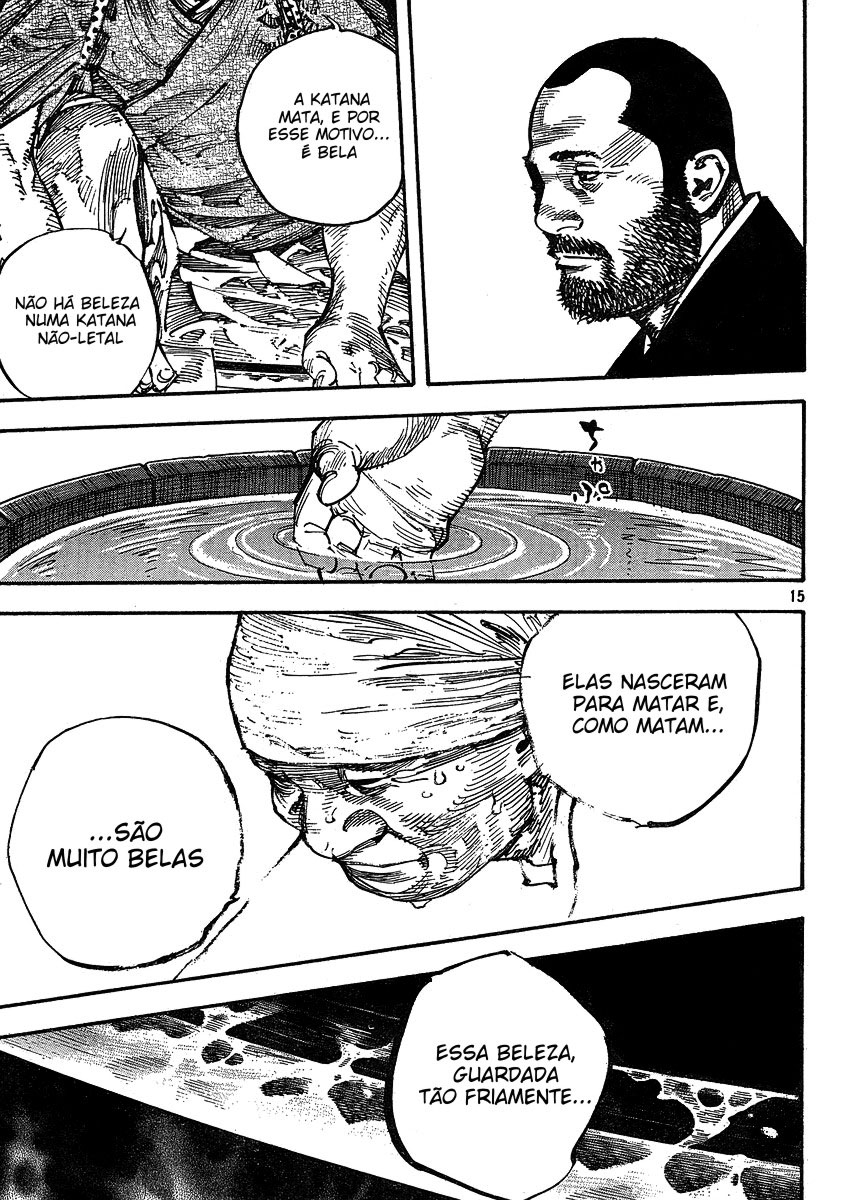 A KATANA
MATA, E POR
ESSE MOTIVO...
É BELA
NÃO HÁ BELEZA
NUMA KATANA
NÃO-LETAL
15
ELAS NASCERAM
PARA MATAR E,
COMO MATAM...
...SÃO
MUITO BELAS
ESSA BELEZA,
GUARDADA
TÃO FRIAMENTE...